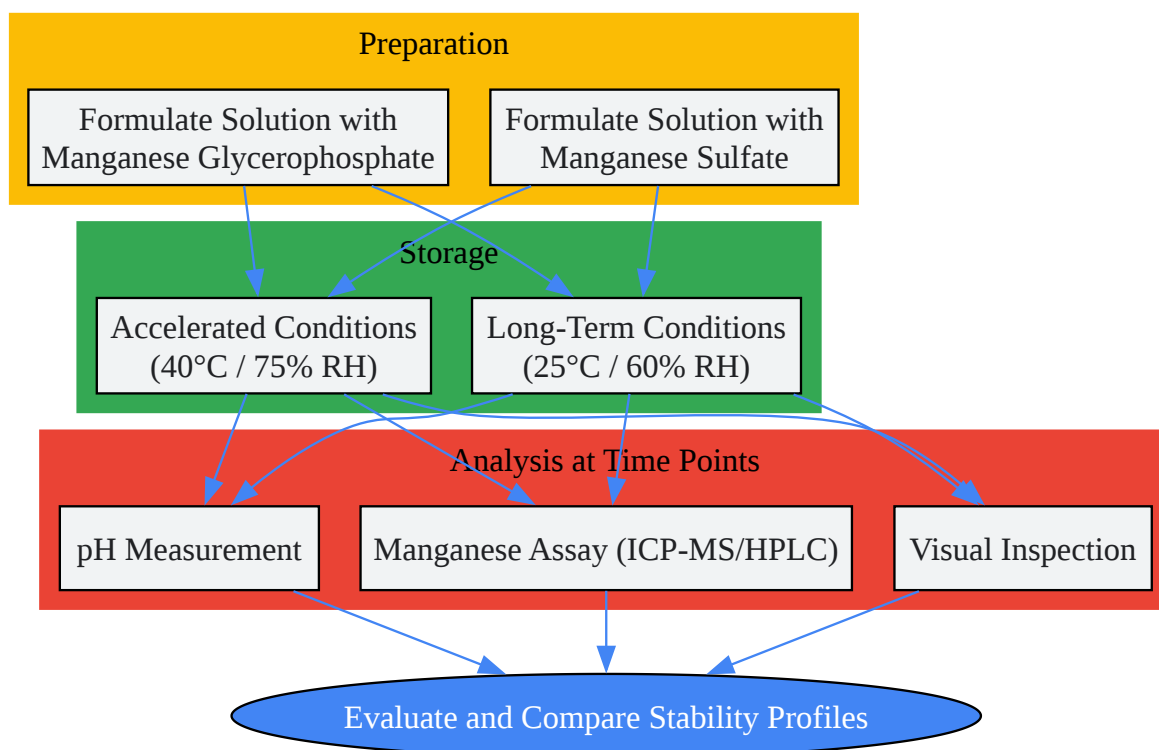 Preparation
Formulate Solution with
Manganese Glycerophosphate
Formulate Solution with
Manganese Sulfate
Storage
Accelerated Conditions
(40°C / 75% RH)
Long-Term Conditions
(25°C / 60% RH)
Analysis at Time Points
pH Measurement
Manganese Assay (ICP-MS/HPLC)
Visual Inspection
Evaluate and Compare Stability Profiles